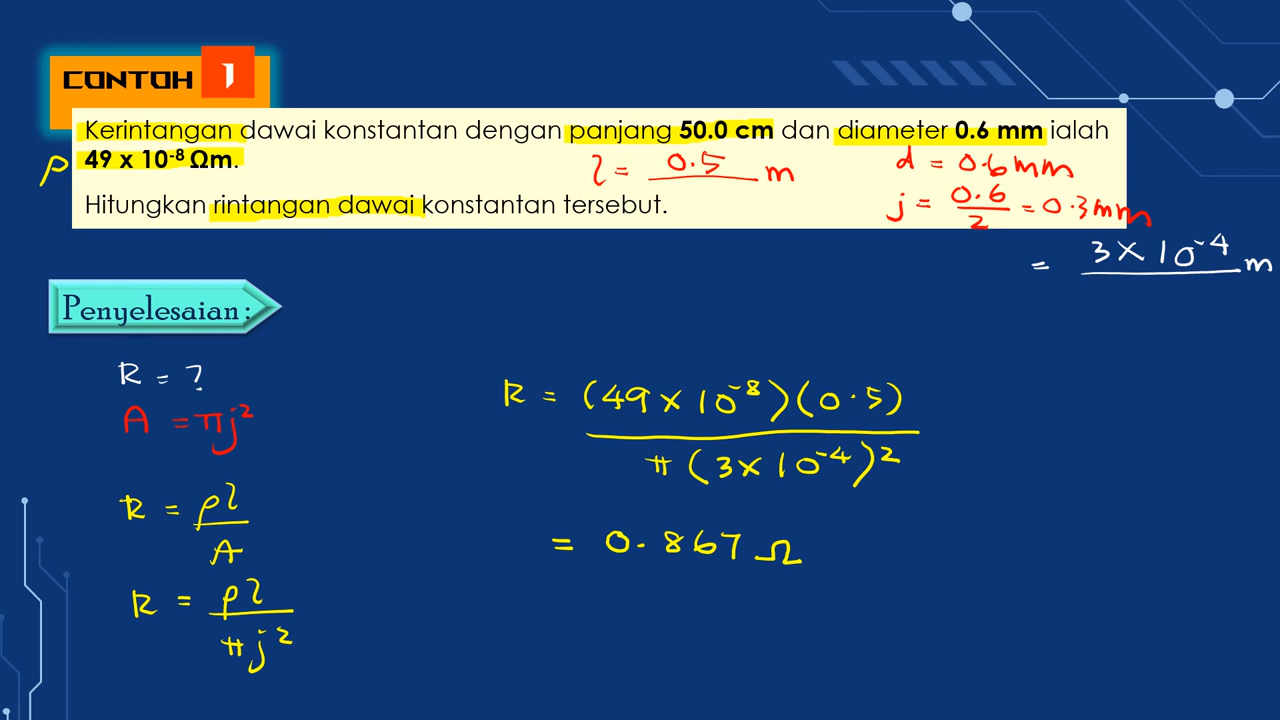 CONTOH 1
Kerintangan dawai konstantan dengan panjang 50.0 cm dan diameter 0.6 mm ialah
ρ 49 x 10⁻⁸ Ωm.
l = 0.5 m
d = 0.6 mm
Hitungkan rintangan dawai konstantan tersebut.
j = 0.6/2 = 0.3 mm
= 3 × 10⁻⁴ m
Penyelesaian :
R = ?
A = πj²
R = ρl/A
R = ρl/πj²
R = (49 × 10⁻⁸)(0.5)/π(3 × 10⁻⁴)²
= 0.867 Ω